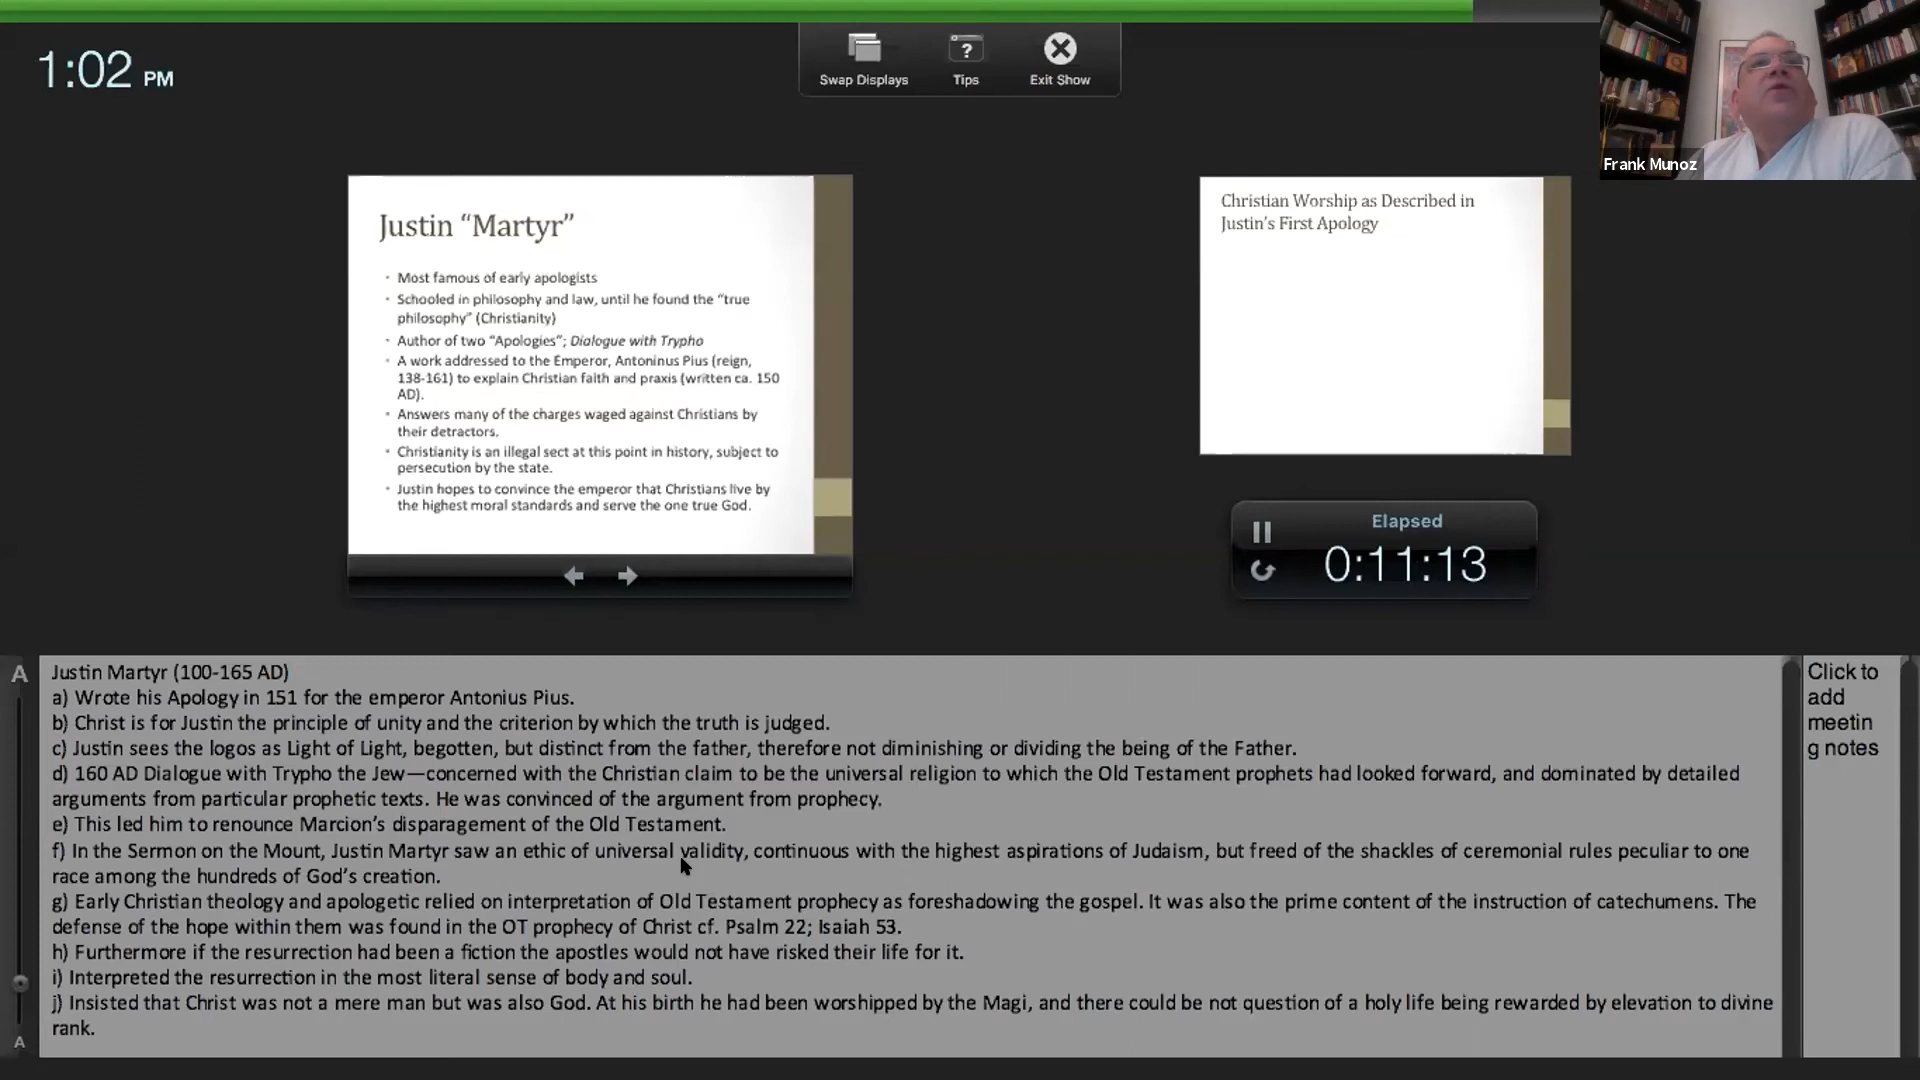 1:02 PM
Swap Displays
?
Tips
Exit Show
Frank Munoz
Justin “Martyr”
• Most famous of early apologists
• Schooled in philosophy and law, until he found the “true
philosophy” (Christianity)
• Author of two “Apologies”; Dialogue with Trypho
• A work addressed to the Emperor, Antoninus Pius (reign,
138-161) to explain Christian faith and praxis (written ca. 150
AD).
• Answers many of the charges waged against Christians by
their detractors.
• Christianity is an illegal sect at this point in history, subject to
persecution by the state.
• Justin hopes to convince the emperor that Christians live by
the highest moral standards and serve the one true God.
Christian Worship as Described in
Justin’s First Apology
Elapsed
0:11:13
A
A
Justin Martyr (100-165 AD)
a) Wrote his Apology in 151 for the emperor Antonius Pius.
b) Christ is for Justin the principle of unity and the criterion by which the truth is judged.
c) Justin sees the logos as Light of Light, begotten, but distinct from the father, therefore not diminishing or dividing the being of the Father.
d) 160 AD Dialogue with Trypho the Jew—concerned with the Christian claim to be the universal religion to which the Old Testament prophets had looked forward, and dominated by detailed
arguments from particular prophetic texts. He was convinced of the argument from prophecy.
e) This led him to renounce Marcion’s disparagement of the Old Testament.
f) In the Sermon on the Mount, Justin Martyr saw an ethic of universal validity, continuous with the highest aspirations of Judaism, but freed of the shackles of ceremonial rules peculiar to one
race among the hundreds of God’s creation.
g) Early Christian theology and apologetic relied on interpretation of Old Testament prophecy as foreshadowing the gospel. It was also the prime content of the instruction of catechumens. The
defense of the hope within them was found in the OT prophecy of Christ cf. Psalm 22; Isaiah 53.
h) Furthermore if the resurrection had been a fiction the apostles would not have risked their life for it.
i) Interpreted the resurrection in the most literal sense of body and soul.
j) Insisted that Christ was not a mere man but was also God. At his birth he had been worshipped by the Magi, and there could be not question of a holy life being rewarded by elevation to divine
rank.
Click to
add
meetin
g notes